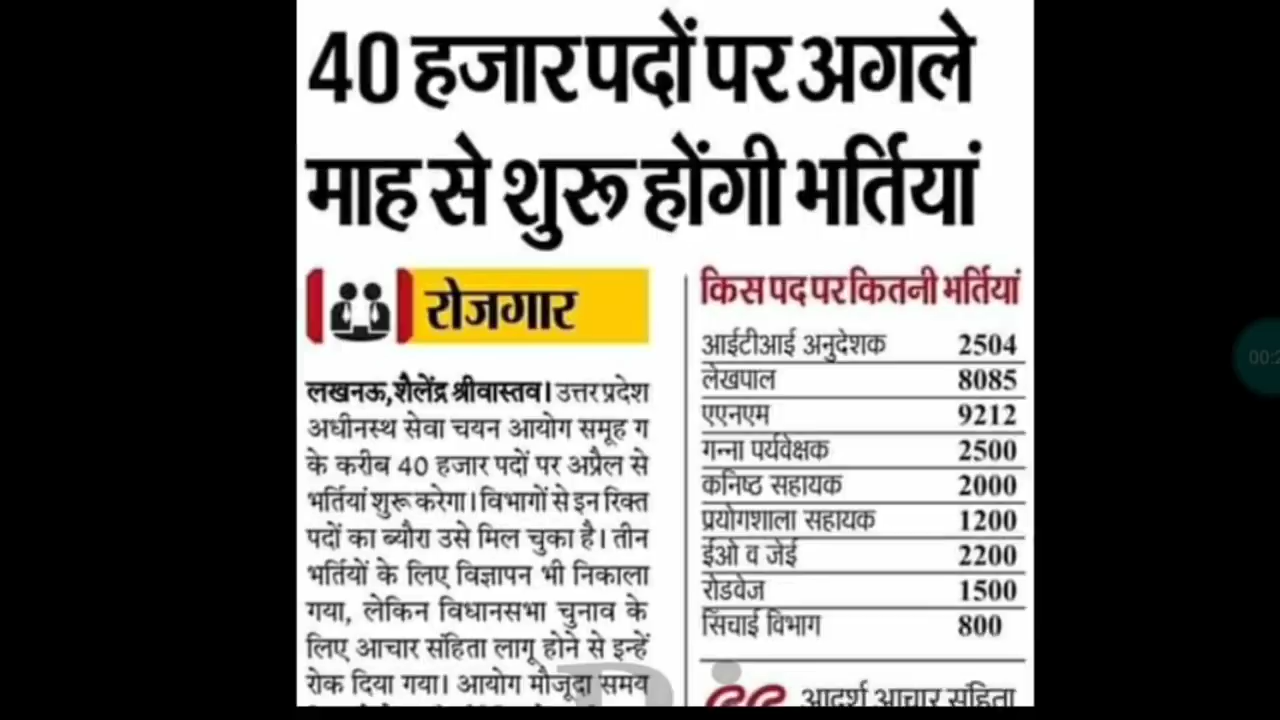 40 हजार पदों पर अगले
माह से शुरू होंगी भर्तियां
रोजगार
लखनऊ, शैलेंद्र श्रीवास्तव। उत्तर प्रदेश
अधीनस्थ सेवा चयन आयोग समूह ग
के करीब 40 हजार पदों पर अप्रैल से
भर्तियां शुरू करेगा। विभागों से इन रिक्त
पदों का ब्यौरा उसे मिल चुका है। तीन
भर्तियों के लिए विज्ञापन भी निकाला
गया, लेकिन विधानसभा चुनाव के
लिए आचार संहिता लागू होने से इन्हें
रोक दिया गया। आयोग मौजूदा समय
किस पद पर कितनी भर्तियां
आईटीआई अनुदेशक 2504
लेखपाल 8085
एएनएम 9212
गन्ना पर्यवेक्षक 2500
कनिष्ठ सहायक 2000
प्रयोगशाला सहायक 1200
ईओ व जेई 2200
रोडवेज 1500
सिंचाई विभाग 800
आदर्श आचार संहिता